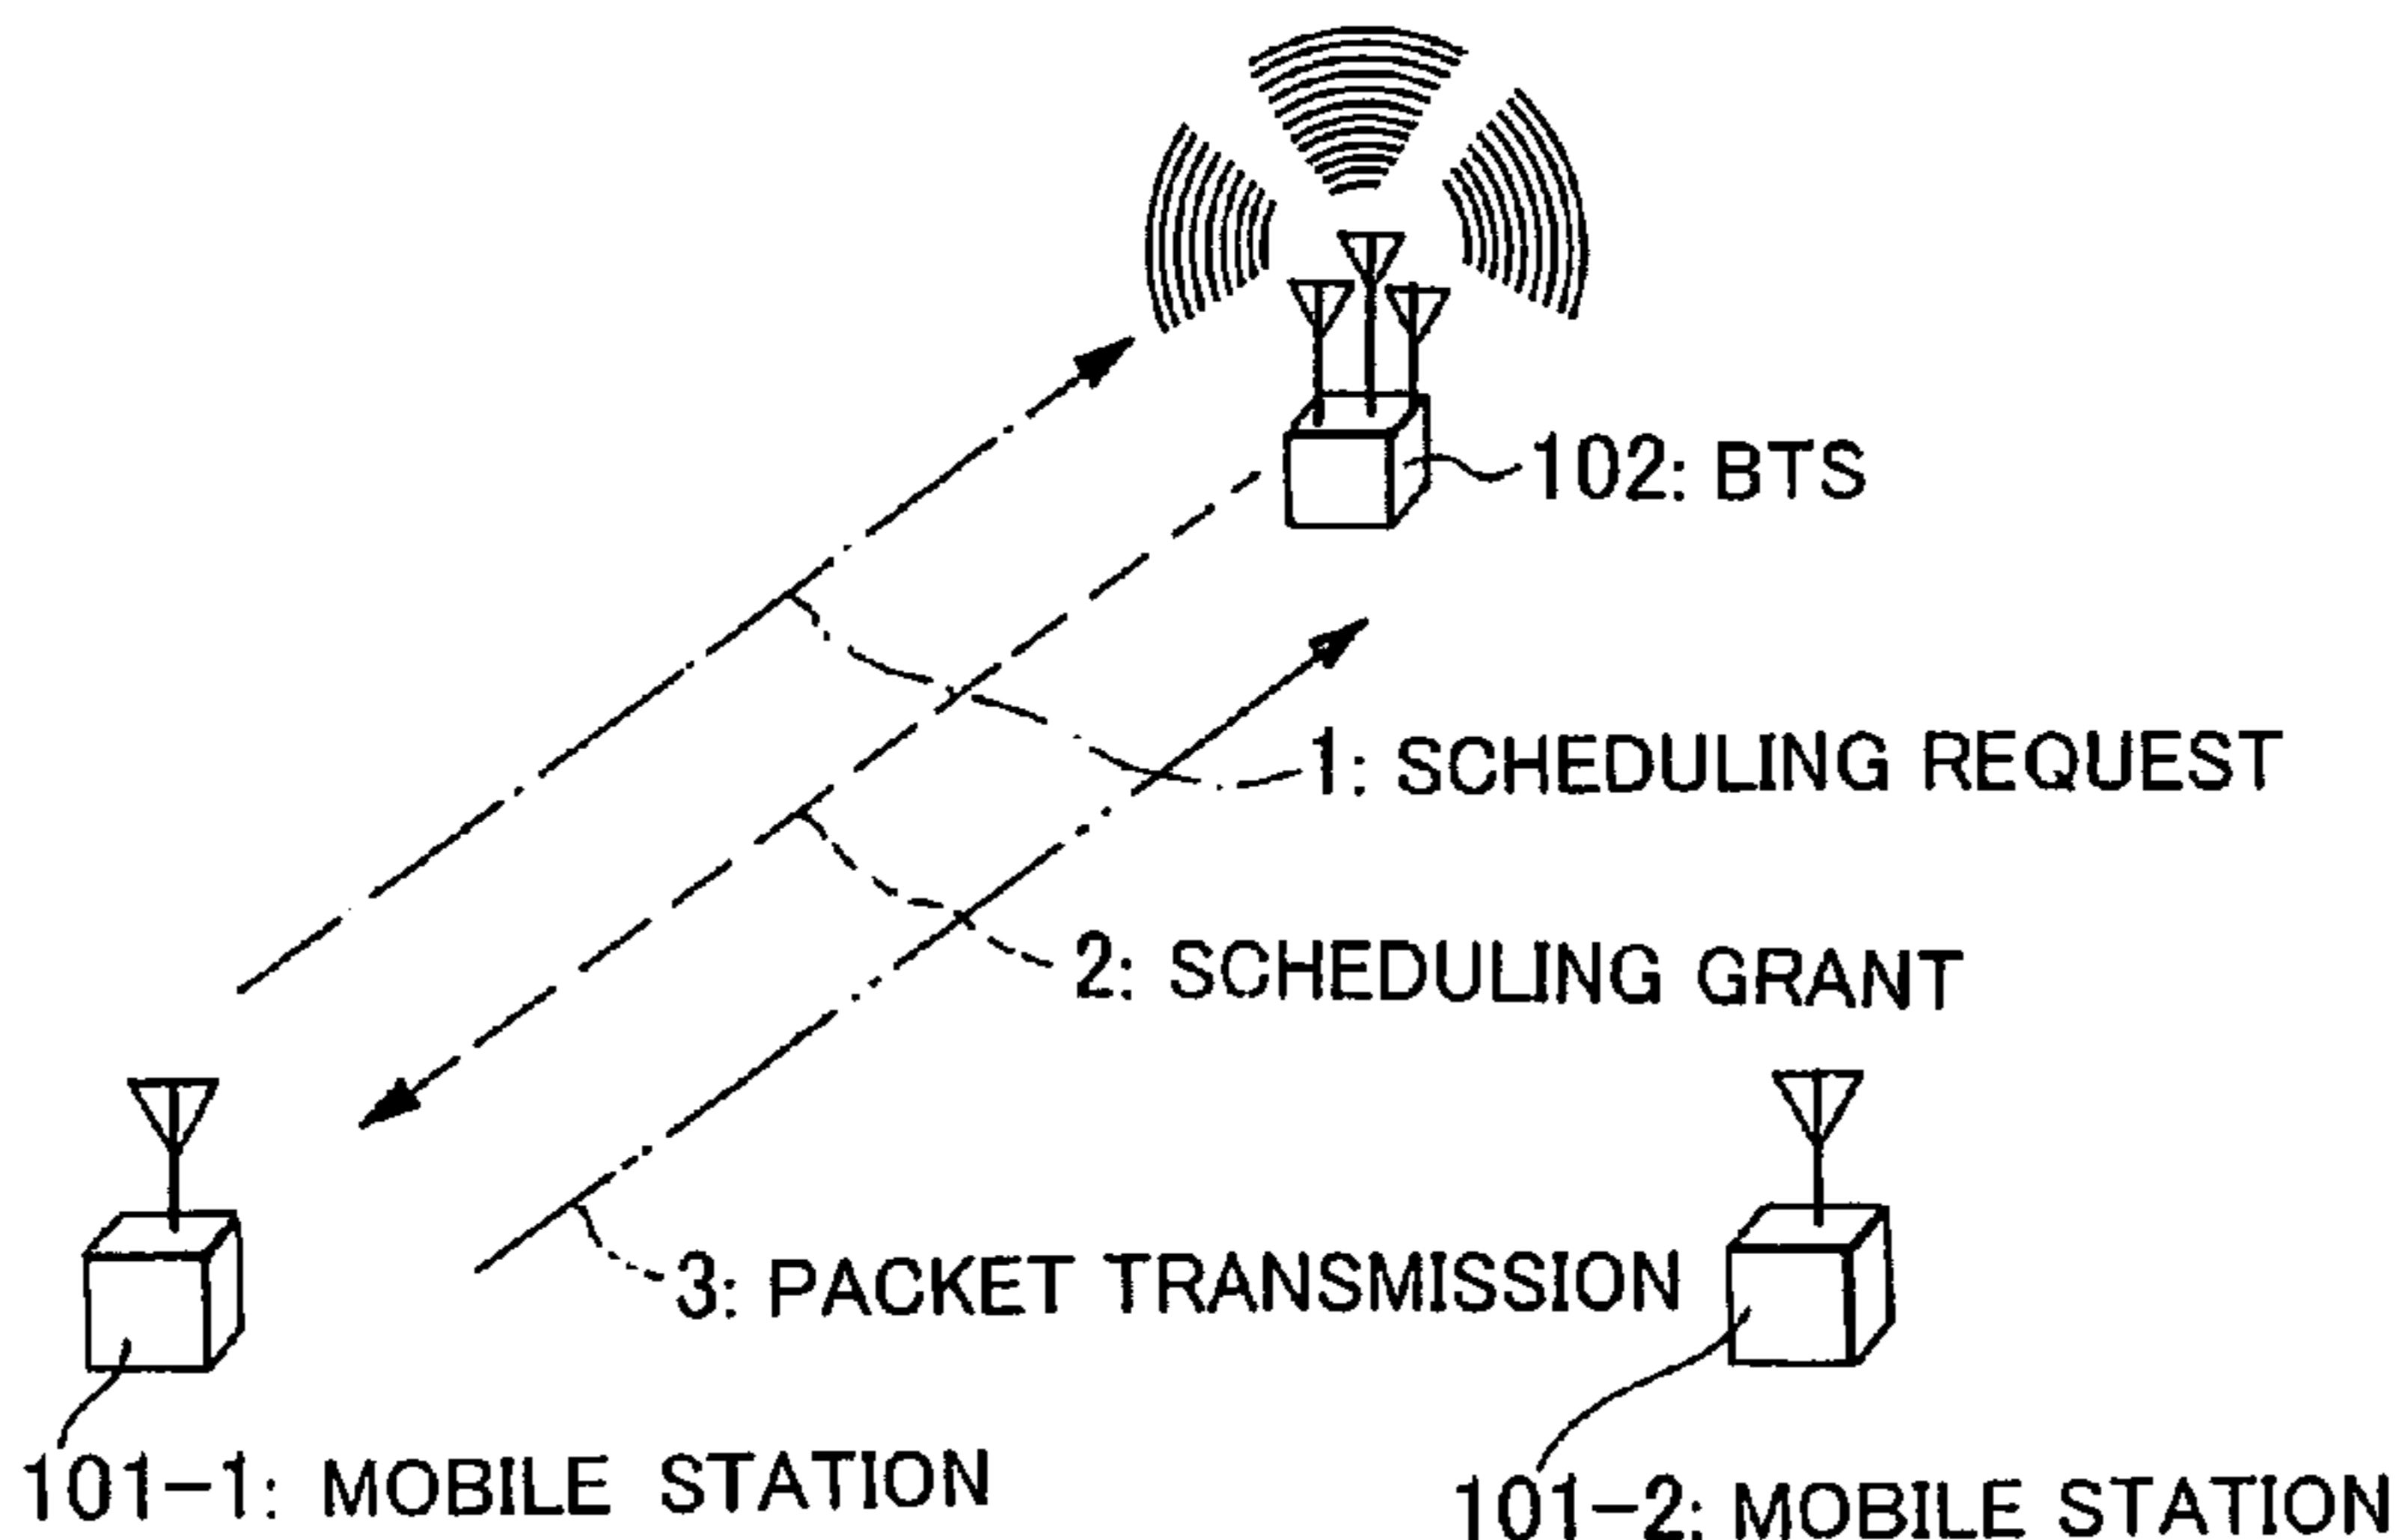 102: BTS
1: SCHEDULING REQUEST
2: SCHEDULING GRANT
3: PACKET TRANSMISSION
101-1: MOBILE STATION
101-2: MOBILE STATION